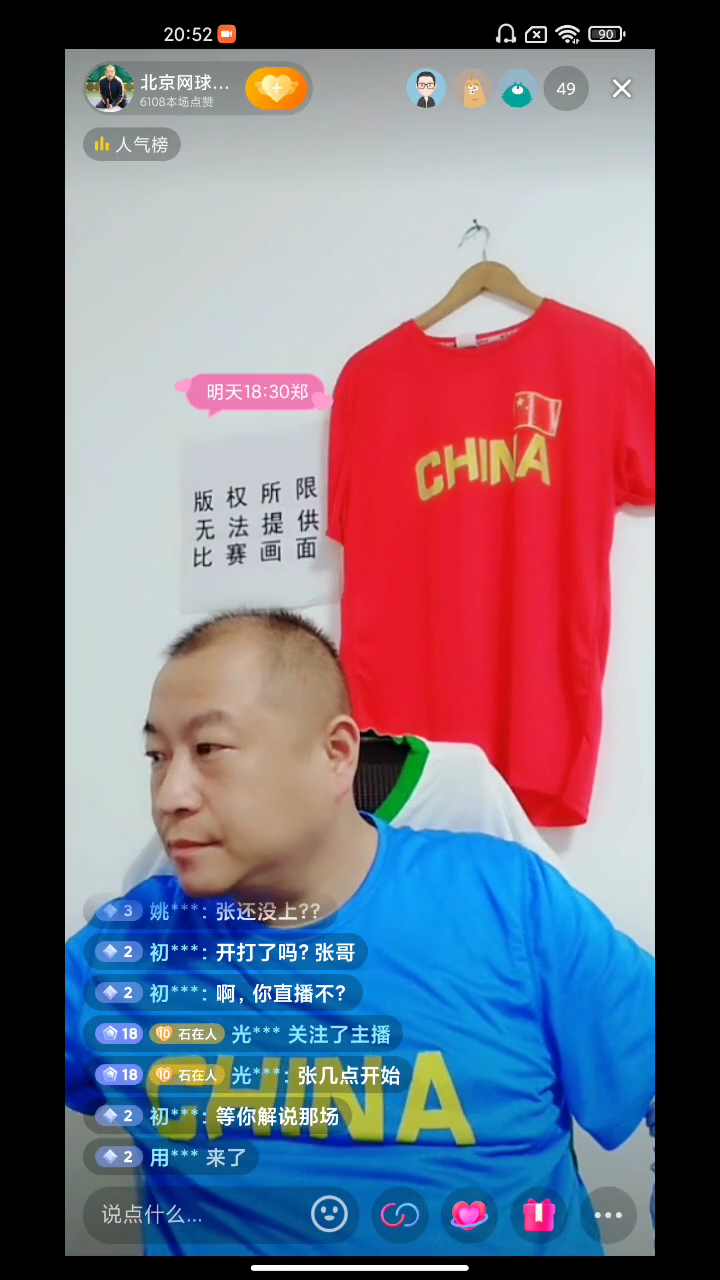 20:52
90
北京网球...
6108本场点赞
49
人气榜
明天18:30郑
CHINA
版权所限
无法提供
比赛画面
3 姚***: 张还没上??
2 初***: 开打了吗? 张哥
2 初***: 啊, 你直播不?
18 10 石在人 光*** 关注了主播
18 10 石在人 光***: 张几点开始
2 初***: 等你解说那场
2 用*** 来了
CHINA
说点什么...